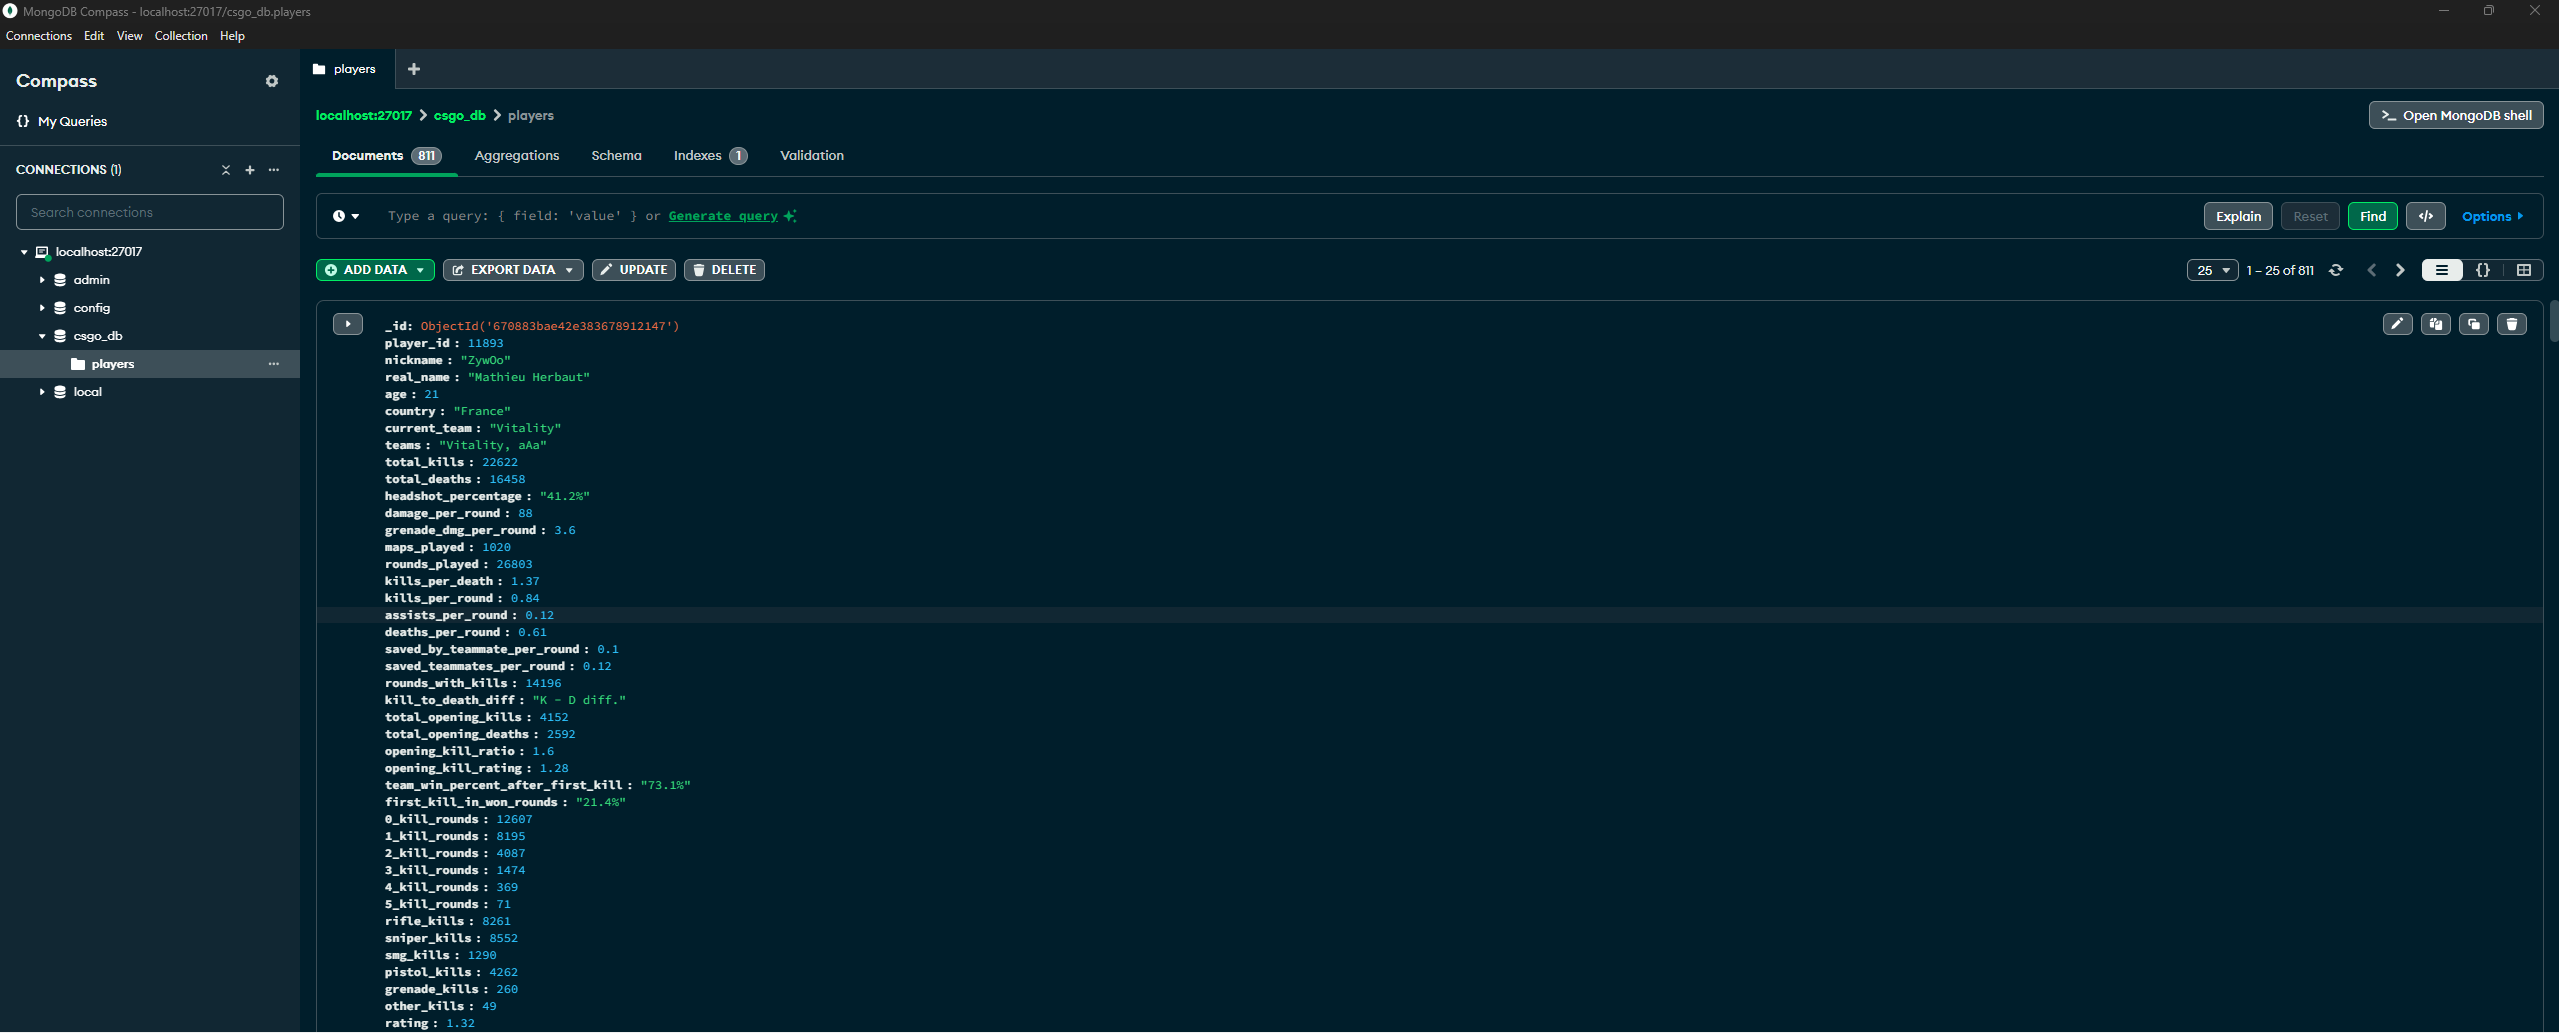 MongoDB Compass - localhost:27017/csgo_db.players
Connections Edit View Collection Help
Compass
{} My Queries
CONNECTIONS (1)
Search connections
localhost:27017
admin
config
csgo_db
players
local
players
localhost:27017 > csgo_db > players
>_ Open MongoDB shell
Documents 811 Aggregations Schema Indexes 1 Validation
Type a query: { field: 'value' } or Generate query
Explain Reset Find </> Options
ADD DATA EXPORT DATA UPDATE DELETE
25 1 – 25 of 811 {}
_id: ObjectId('670883bae42e383678912147')
player_id : 11893
nickname : "ZywOo"
real_name : "Mathieu Herbaut"
age : 21
country : "France"
current_team : "Vitality"
teams : "Vitality, aAa"
total_kills : 22622
total_deaths : 16458
headshot_percentage : "41.2%"
damage_per_round : 88
grenade_dmg_per_round : 3.6
maps_played : 1020
rounds_played : 26803
kills_per_death : 1.37
kills_per_round : 0.84
assists_per_round : 0.12
deaths_per_round : 0.61
saved_by_teammate_per_round : 0.1
saved_teammates_per_round : 0.12
rounds_with_kills : 14196
kill_to_death_diff : "K - D diff."
total_opening_kills : 4152
total_opening_deaths : 2592
opening_kill_ratio : 1.6
opening_kill_rating : 1.28
team_win_percent_after_first_kill : "73.1%"
first_kill_in_won_rounds : "21.4%"
0_kill_rounds : 12607
1_kill_rounds : 8195
2_kill_rounds : 4087
3_kill_rounds : 1474
4_kill_rounds : 369
5_kill_rounds : 71
rifle_kills : 8261
sniper_kills : 8552
smg_kills : 1290
pistol_kills : 4262
grenade_kills : 260
other_kills : 49
rating : 1.32